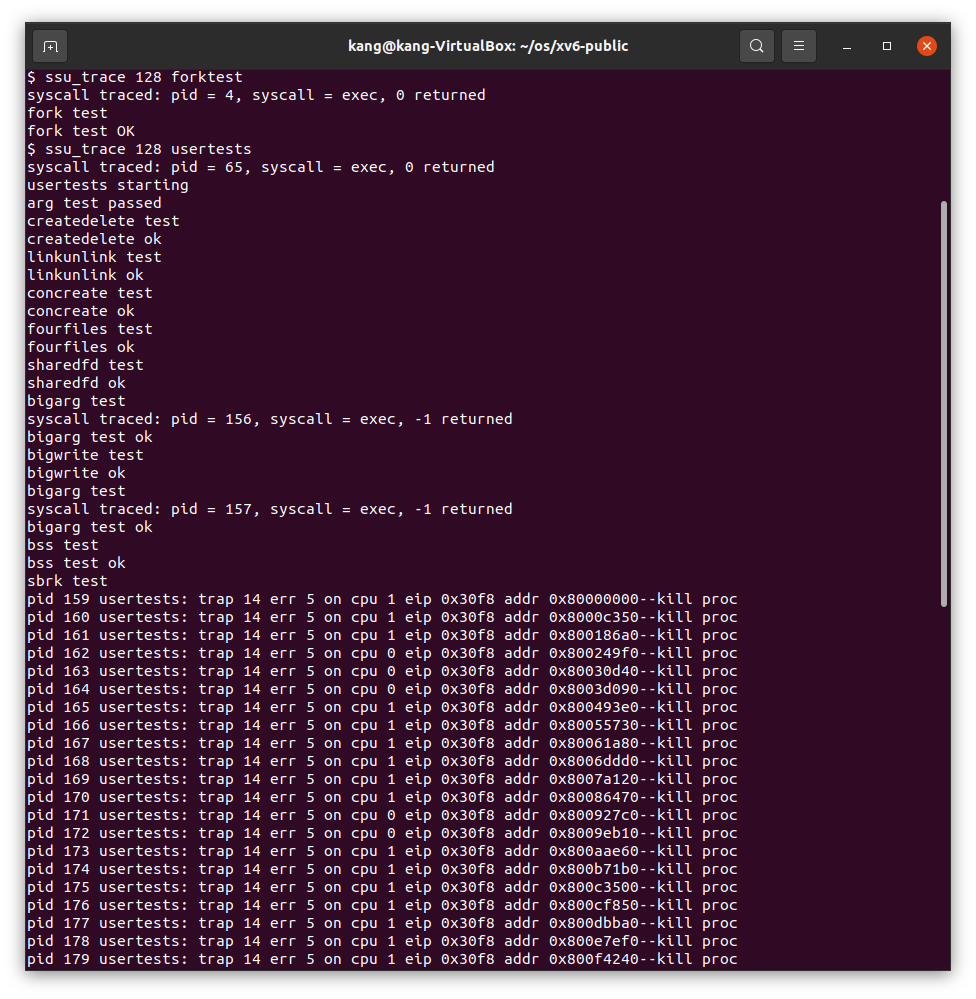 kang@kang-VirtualBox: ~/os/xv6-public
$ ssu_trace 128 forktest
syscall traced: pid = 4, syscall = exec, 0 returned
fork test
fork test OK
$ ssu_trace 128 usertests
syscall traced: pid = 65, syscall = exec, 0 returned
usertests starting
arg test passed
createdelete test
createdelete ok
linkunlink test
linkunlink ok
concreate test
concreate ok
fourfiles test
fourfiles ok
sharedfd test
sharedfd ok
bigarg test
syscall traced: pid = 156, syscall = exec, -1 returned
bigarg test ok
bigwrite test
bigwrite ok
bigarg test
syscall traced: pid = 157, syscall = exec, -1 returned
bigarg test ok
bss test
bss test ok
sbrk test
pid 159 usertests: trap 14 err 5 on cpu 1 eip 0x30f8 addr 0x80000000--kill proc
pid 160 usertests: trap 14 err 5 on cpu 1 eip 0x30f8 addr 0x8000c350--kill proc
pid 161 usertests: trap 14 err 5 on cpu 1 eip 0x30f8 addr 0x800186a0--kill proc
pid 162 usertests: trap 14 err 5 on cpu 0 eip 0x30f8 addr 0x800249f0--kill proc
pid 163 usertests: trap 14 err 5 on cpu 0 eip 0x30f8 addr 0x80030d40--kill proc
pid 164 usertests: trap 14 err 5 on cpu 0 eip 0x30f8 addr 0x8003d090--kill proc
pid 165 usertests: trap 14 err 5 on cpu 1 eip 0x30f8 addr 0x800493e0--kill proc
pid 166 usertests: trap 14 err 5 on cpu 1 eip 0x30f8 addr 0x80055730--kill proc
pid 167 usertests: trap 14 err 5 on cpu 1 eip 0x30f8 addr 0x80061a80--kill proc
pid 168 usertests: trap 14 err 5 on cpu 1 eip 0x30f8 addr 0x8006ddd0--kill proc
pid 169 usertests: trap 14 err 5 on cpu 1 eip 0x30f8 addr 0x8007a120--kill proc
pid 170 usertests: trap 14 err 5 on cpu 1 eip 0x30f8 addr 0x80086470--kill proc
pid 171 usertests: trap 14 err 5 on cpu 0 eip 0x30f8 addr 0x800927c0--kill proc
pid 172 usertests: trap 14 err 5 on cpu 0 eip 0x30f8 addr 0x8009eb10--kill proc
pid 173 usertests: trap 14 err 5 on cpu 1 eip 0x30f8 addr 0x800aae60--kill proc
pid 174 usertests: trap 14 err 5 on cpu 1 eip 0x30f8 addr 0x800b71b0--kill proc
pid 175 usertests: trap 14 err 5 on cpu 1 eip 0x30f8 addr 0x800c3500--kill proc
pid 176 usertests: trap 14 err 5 on cpu 1 eip 0x30f8 addr 0x800cf850--kill proc
pid 177 usertests: trap 14 err 5 on cpu 1 eip 0x30f8 addr 0x800dbba0--kill proc
pid 178 usertests: trap 14 err 5 on cpu 1 eip 0x30f8 addr 0x800e7ef0--kill proc
pid 179 usertests: trap 14 err 5 on cpu 1 eip 0x30f8 addr 0x800f4240--kill proc